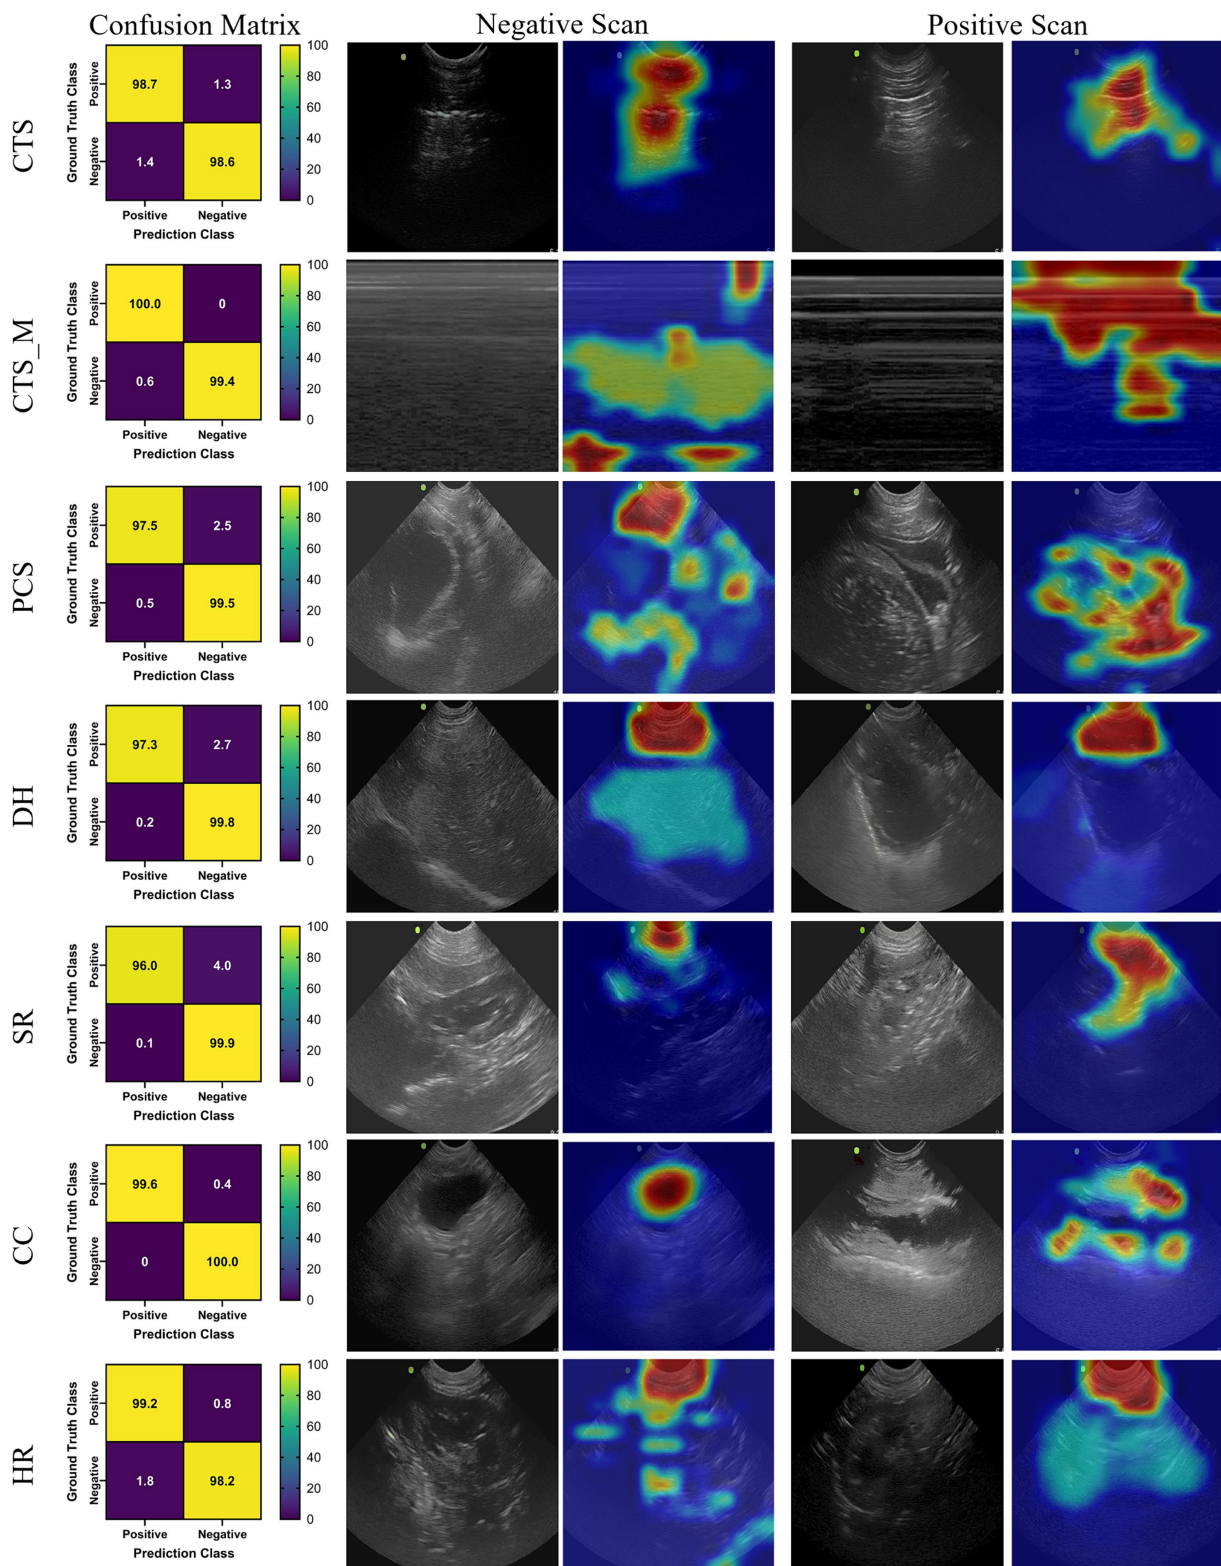 Confusion Matrix Negative Scan Positive Scan
CTS
Ground Truth Class
Positive
Negative
98.7 1.3
1.4 98.6
Positive Negative
Prediction Class
100
80
60
40
20
0
CTS_M
Ground Truth Class
Positive
Negative
100.0 0
0.6 99.4
Positive Negative
Prediction Class
100
80
60
40
20
0
PCS
Ground Truth Class
Positive
Negative
97.5 2.5
0.5 99.5
Positive Negative
Prediction Class
100
80
60
40
20
0
DH
Ground Truth Class
Positive
Negative
97.3 2.7
0.2 99.8
Positive Negative
Prediction Class
100
80
60
40
20
0
SR
Ground Truth Class
Positive
Negative
96.0 4.0
0.1 99.9
Positive Negative
Prediction Class
100
80
60
40
20
0
CC
Ground Truth Class
Positive
Negative
99.6 0.4
0 100.0
Positive Negative
Prediction Class
100
80
60
40
20
0
HR
Ground Truth Class
Positive
Negative
99.2 0.8
1.8 98.2
Positive Negative
Prediction Class
100
80
60
40
20
0